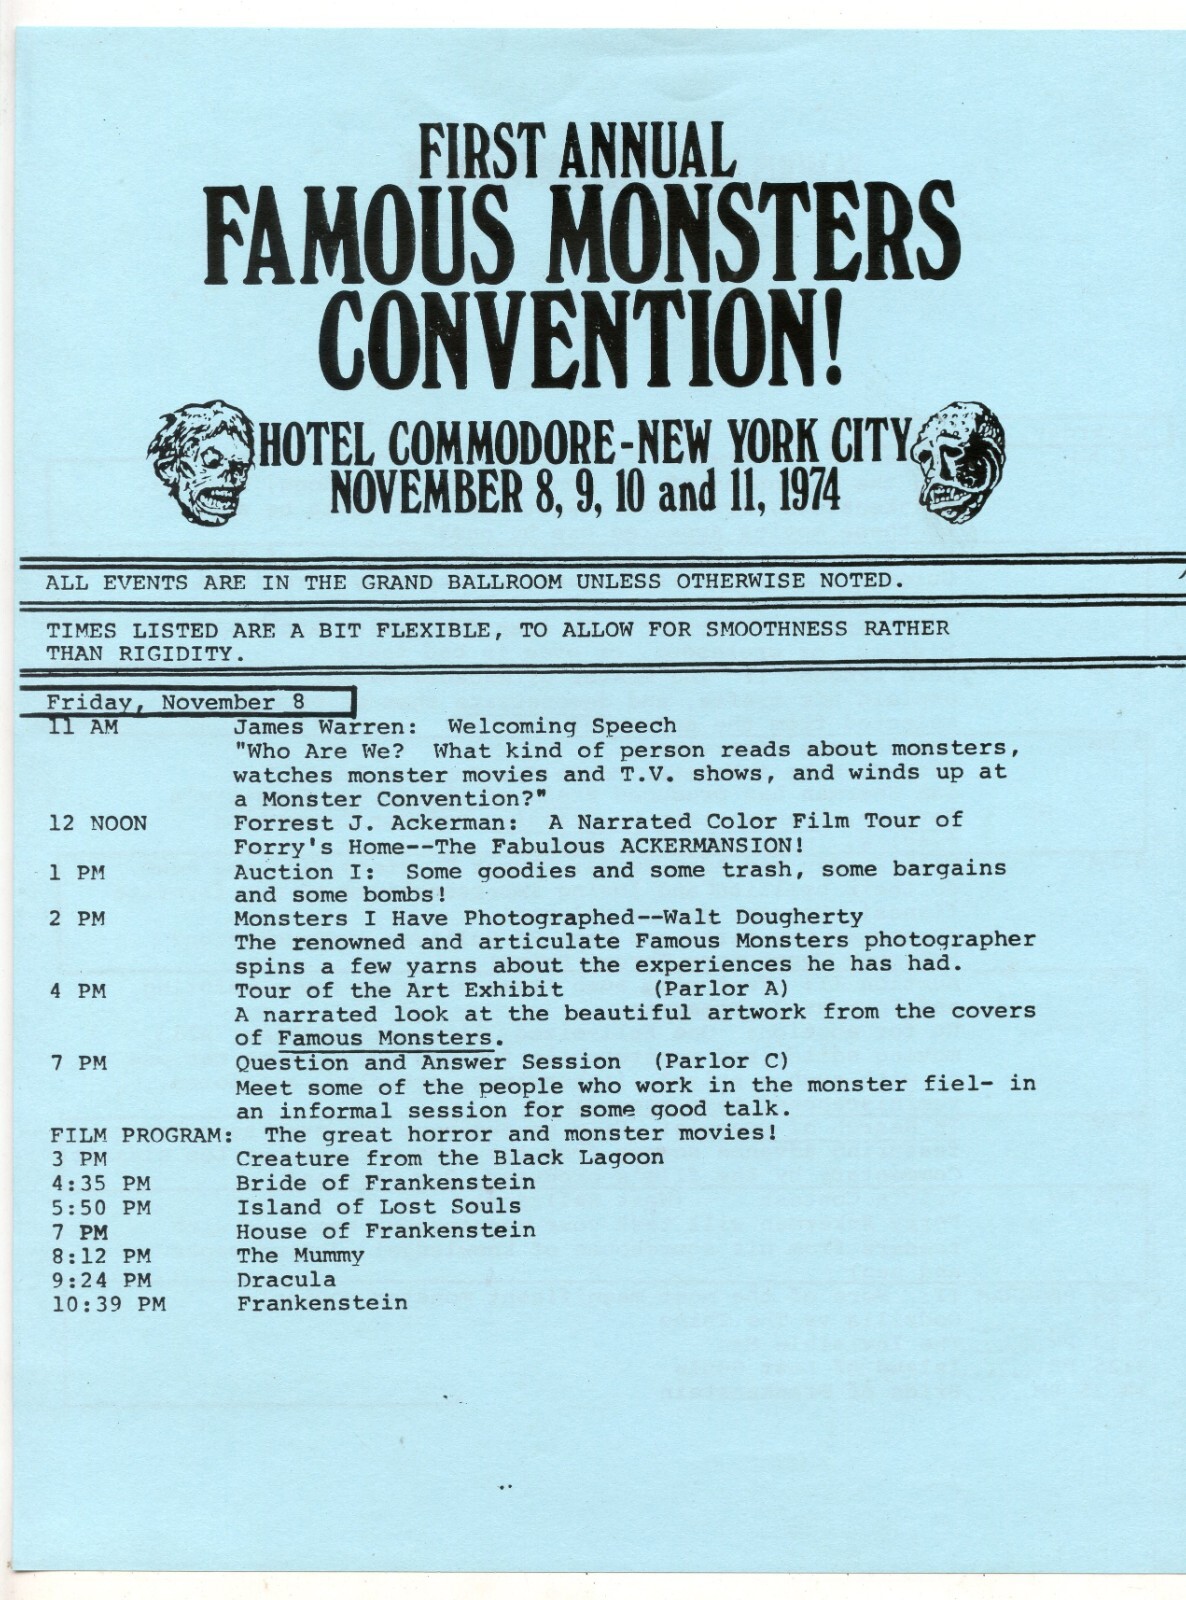 FIRST ANNUAL
FAMOUS MONSTERS
CONVENTION!
HOTEL COMMODORE-NEW YORK CITY
NOVEMBER 8, 9, 10 and 11, 1974
ALL EVENTS ARE IN THE GRAND BALLROOM UNLESS OTHERWISE NOTED.
TIMES LISTED ARE A BIT FLEXIBLE, TO ALLOW FOR SMOOTHNESS RATHER
THAN RIGIDITY.
Friday, November 8
11 AM James Warren: Welcoming Speech
"Who Are We? What kind of person reads about monsters,
watches monster movies and T.V. shows, and winds up at
a Monster Convention?"
12 NOON Forrest J. Ackerman: A Narrated Color Film Tour of
Forry's Home--The Fabulous ACKERMANSION!
1 PM Auction I: Some goodies and some trash, some bargains
and some bombs!
2 PM Monsters I Have Photographed--Walt Dougherty
The renowned and articulate Famous Monsters photographer
spins a few yarns about the experiences he has had.
4 PM Tour of the Art Exhibit (Parlor A)
A narrated look at the beautiful artwork from the covers
of Famous Monsters.
7 PM Question and Answer Session (Parlor C)
Meet some of the people who work in the monster fiel- in
an informal session for some good talk.
FILM PROGRAM: The great horror and monster movies!
3 PM Creature from the Black Lagoon
4:35 PM Bride of Frankenstein
5:50 PM Island of Lost Souls
7 PM House of Frankenstein
8:12 PM The Mummy
9:24 PM Dracula
10:39 PM Frankenstein